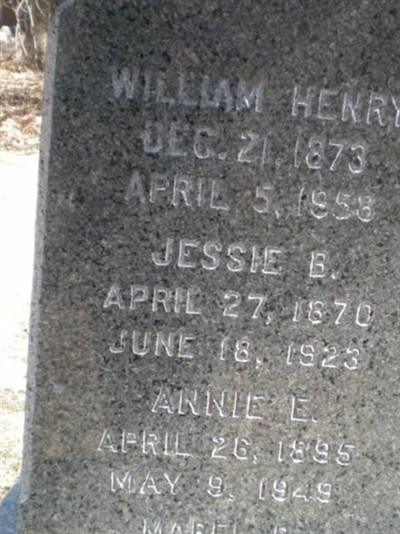 WILLIAM HENRY
DEC. 21, 1873
APRIL 5, 1958
JESSIE B.
APRIL 27, 1870
JUNE 18, 1923
ANNIE E.
APRIL 26, 1895
MAY 9, 1949
MABEL